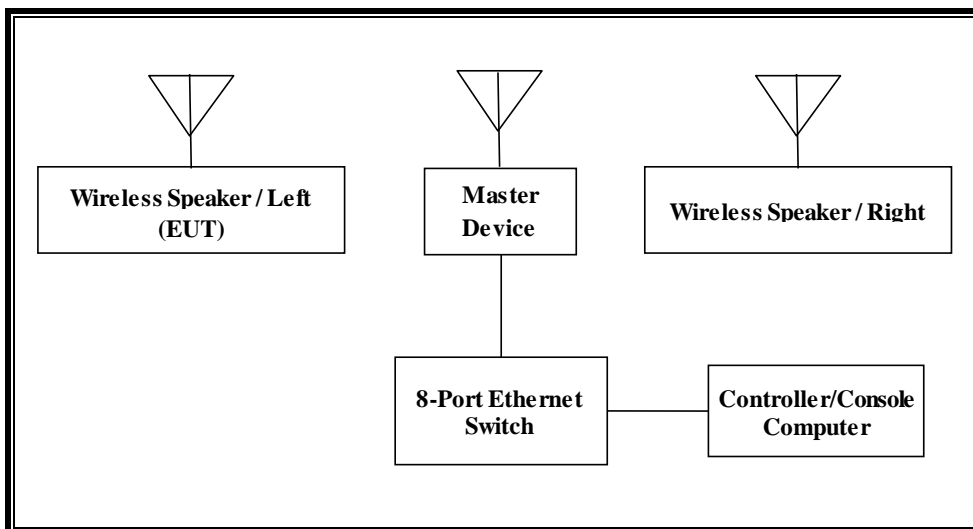 Wireless Speaker / Left
(EUT)
Master
Device
Wireless Speaker / Right
8-Port Ethernet
Switch
Controller/Console
Computer